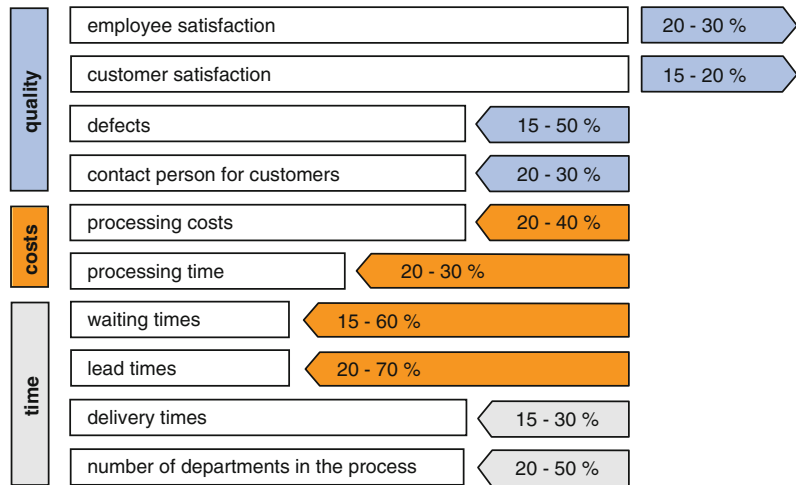 quality
employee satisfaction 20 - 30 %
customer satisfaction 15 - 20 %
defects 15 - 50 %
contact person for customers 20 - 30 %
costs
processing costs 20 - 40 %
processing time 20 - 30 %
time
waiting times 15 - 60 %
lead times 20 - 70 %
delivery times 15 - 30 %
number of departments in the process 20 - 50 %